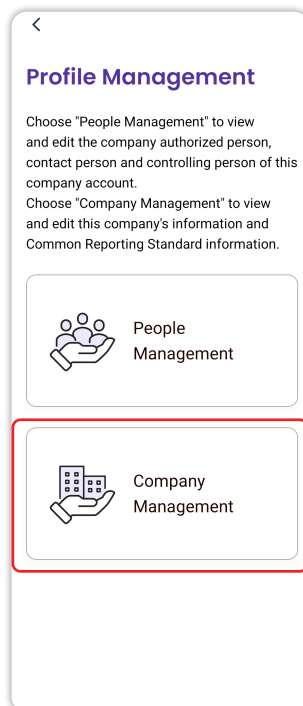 Profile Management
Choose "People Management" to view
and edit the company authorized person,
contact person and controlling person of this
company account.
Choose "Company Management" to view
and edit this company's information and
Common Reporting Standard information.
People
Management
Company
Management